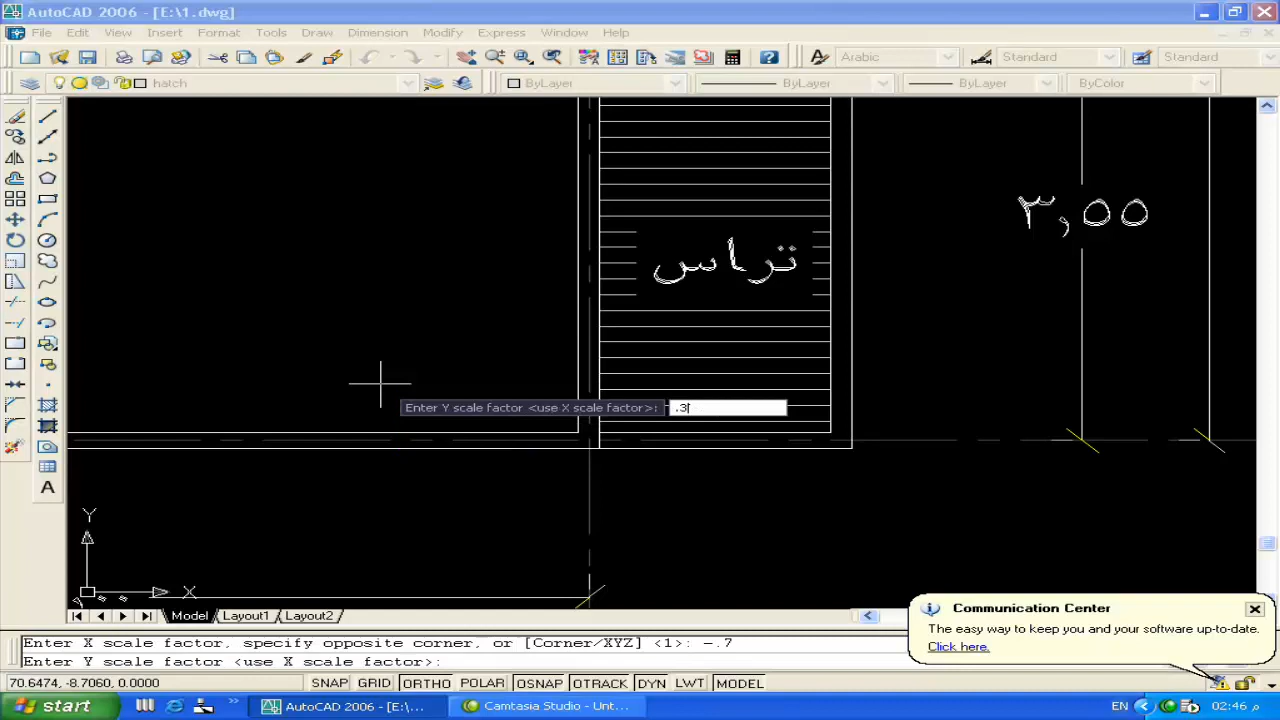 AutoCAD 2006 - [E:\1.dwg]
File Edit View Insert Format Tools Draw Dimension Modify Express Window Help
Arabic Standard Standard
hatch ByLayer ByLayer ByLayer ByColor
٣,٥٥
تراس
Enter Y scale factor <use X scale factor>: .3
Y
X
Model Layout1 Layout2
Communication Center
The easy way to keep you and your software up-to-date.
Click here.
Enter X scale factor, specify opposite corner, or [Corner/XYZ] <1>: -.7
Enter Y scale factor <use X scale factor>:
70.6474, -8.7060, 0.0000 SNAP GRID ORTHO POLAR OSNAP OTRACK DYN LWT MODEL
start AutoCAD 2006 - [E:\... Camtasia Studio - Unt... EN 02:46 م